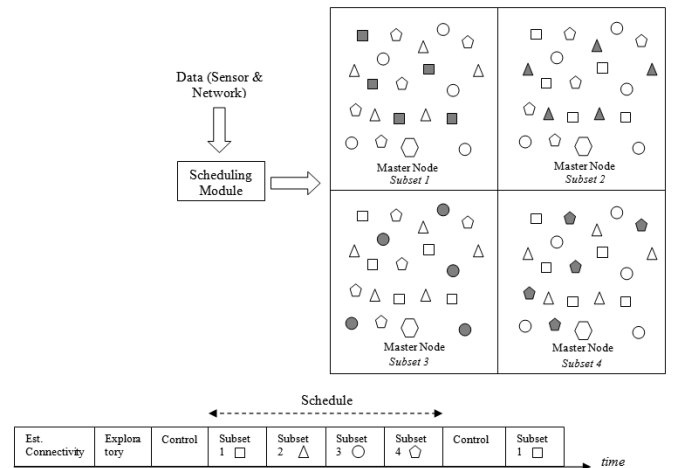 Data (Sensor &
Network)
Scheduling
Module
Master Node
Subset 1
Master Node
Subset 2
Master Node
Subset 3
Master Node
Subset 4
Schedule
Est.
Connectivity
Explora
tory
Control
Subset
1
Subset
2
Subset
3
Subset
4
Control
Subset
1
time